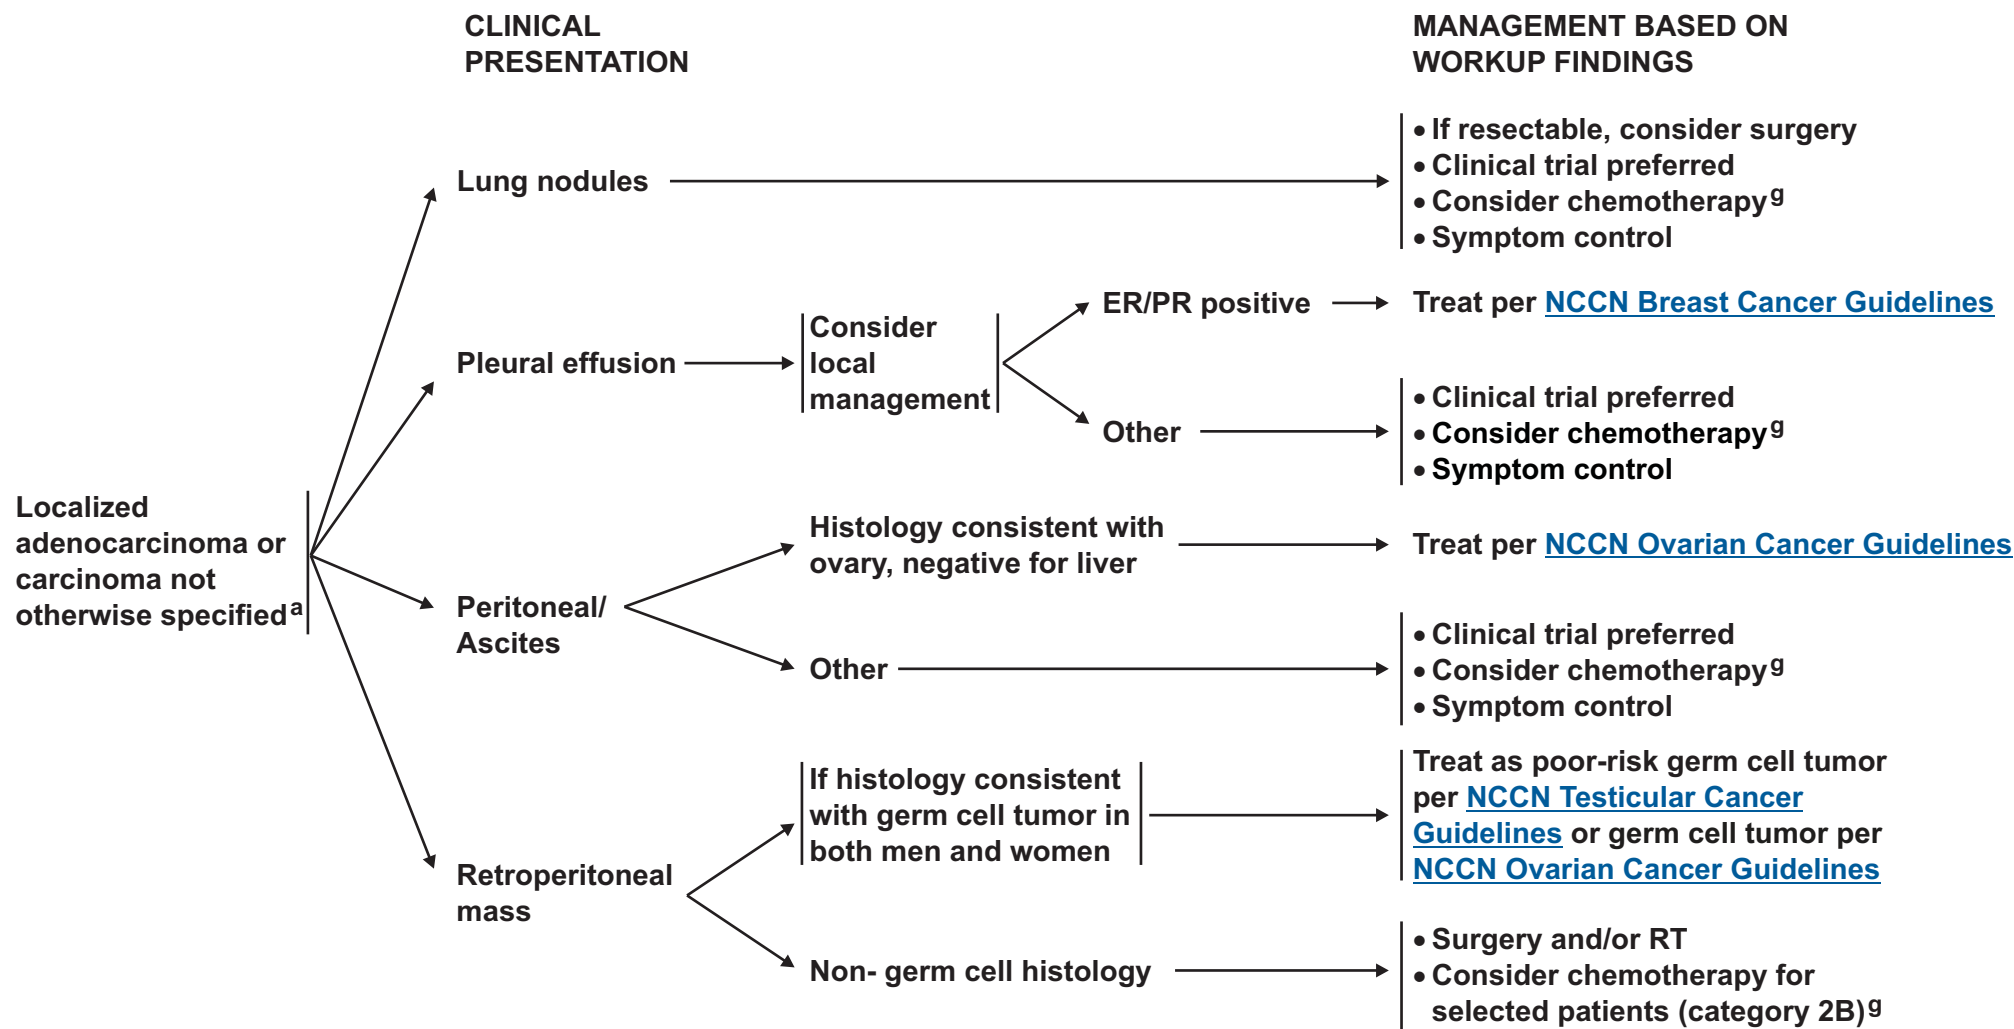 CLINICAL
PRESENTATION
MANAGEMENT BASED ON
WORKUP FINDINGS
Localized
adenocarcinoma or
carcinoma not
otherwise specifiedᵃ
Lung nodules
• If resectable, consider surgery
• Clinical trial preferred
• Consider chemotherapyᵍ
• Symptom control
Pleural effusion
Consider
local
management
ER/PR positive
Treat per NCCN Breast Cancer Guidelines
Other
• Clinical trial preferred
• Consider chemotherapyᵍ
• Symptom control
Peritoneal/
Ascites
Histology consistent with
ovary, negative for liver
Treat per NCCN Ovarian Cancer Guidelines
Other
• Clinical trial preferred
• Consider chemotherapyᵍ
• Symptom control
Retroperitoneal
mass
If histology consistent
with germ cell tumor in
both men and women
Treat as poor-risk germ cell tumor
per NCCN Testicular Cancer
Guidelines or germ cell tumor per
NCCN Ovarian Cancer Guidelines
Non- germ cell histology
• Surgery and/or RT
• Consider chemotherapy for
selected patients (category 2B)ᵍ